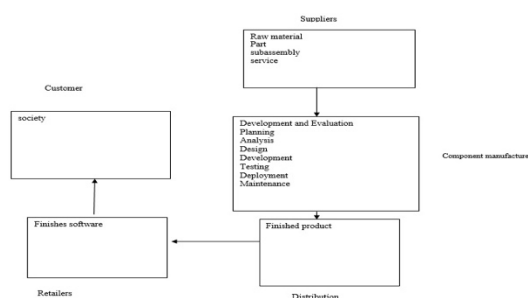 Suppliers
Raw material
Part
subassembly
service
Customer
society
Development and Evaluation
Planning
Analysis
Design
Development
Testing
Deployment
Maintenance
Component manufacture
Finishes software
Finished product
Retailers
Distribution